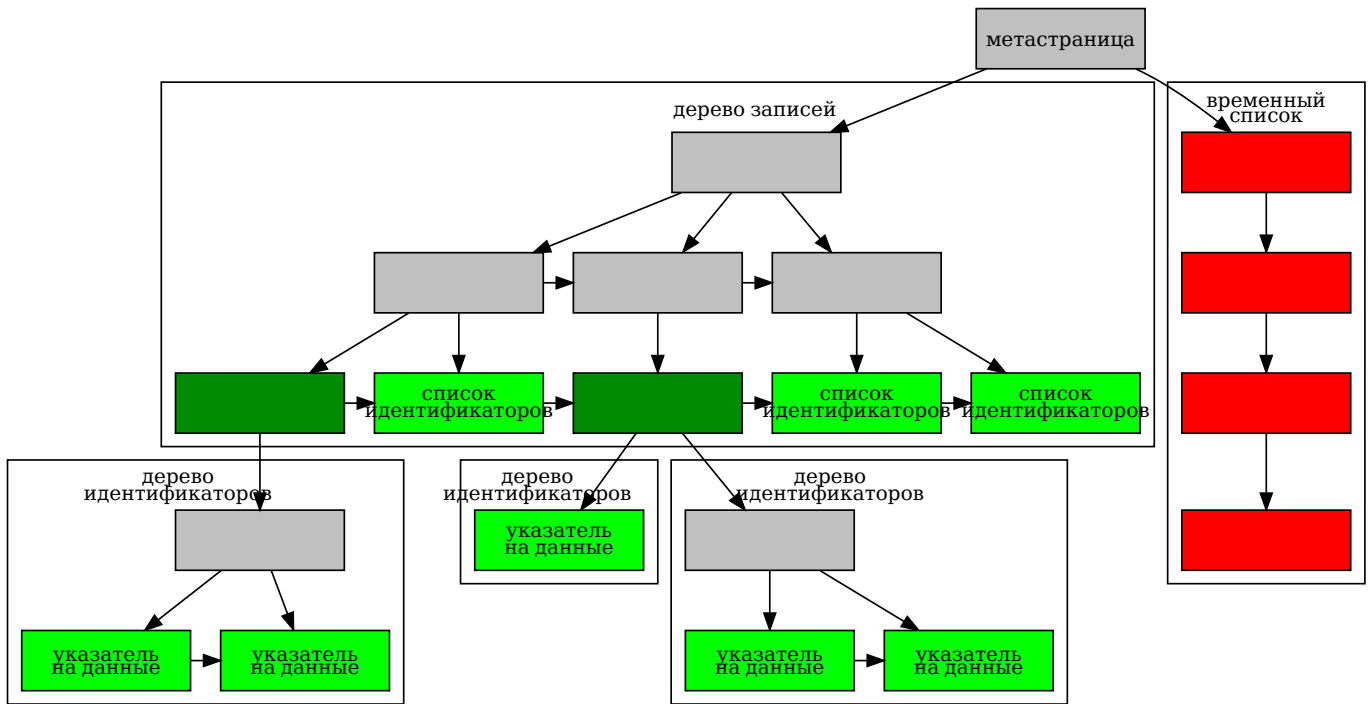 метастраница
дерево записей
временный
список
список
идентификаторов
список
идентификаторов
список
идентификаторов
дерево
идентификаторов
дерево
идентификаторов
дерево
идентификаторов
указатель
на данные
указатель
на данные
указатель
на данные
указатель
на данные
указатель
на данные